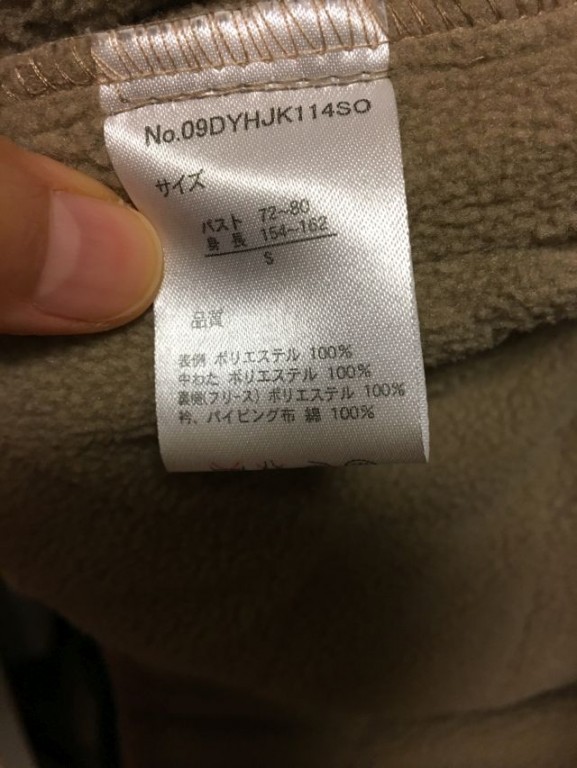 No.09DYHJK114SO
サイズ
バスト 72~80
身長 154~162
S
品質
表側 ポリエステル 100%
中わた ポリエステル 100%
裏側(フリース) ポリエステル 100%
衿、パイピング布 綿 100%